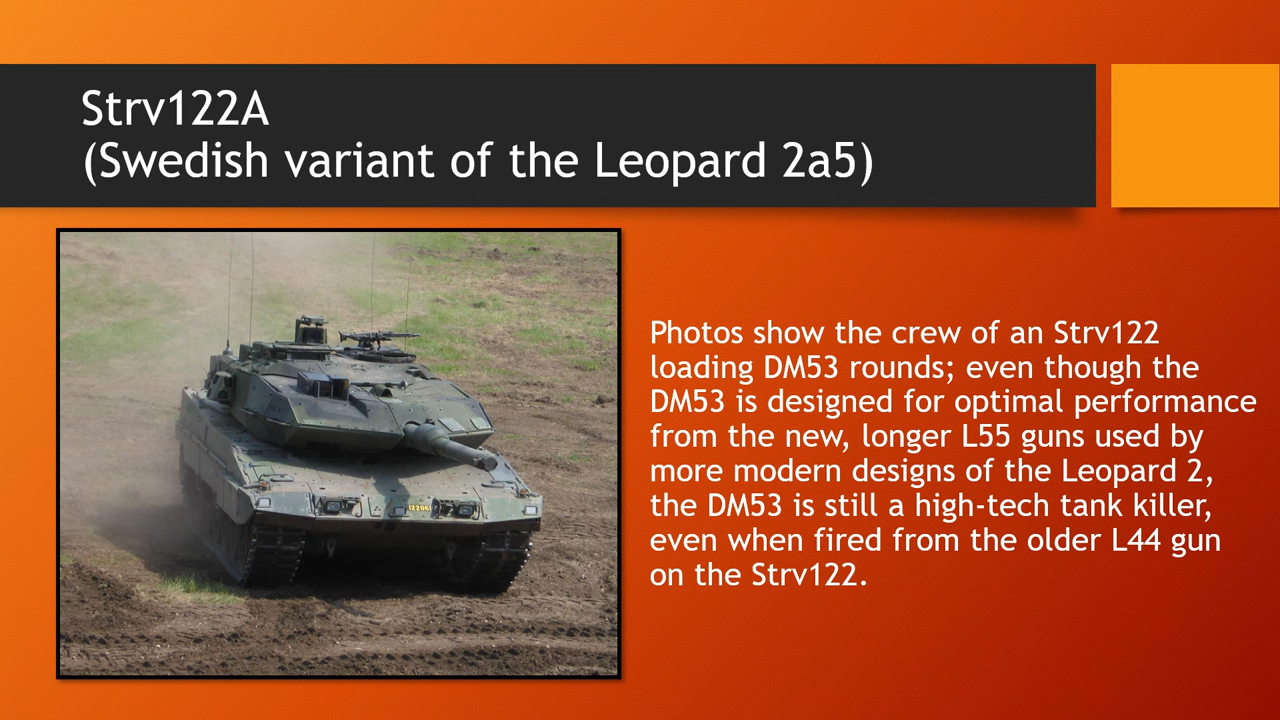 Strv122A
(Swedish variant of the Leopard 2a5)
Photos show the crew of an Strv122
loading DM53 rounds; even though the
DM53 is designed for optimal performance
from the new, longer L55 guns used by
more modern designs of the Leopard 2,
the DM53 is still a high-tech tank killer,
even when fired from the older L44 gun
on the Strv122.